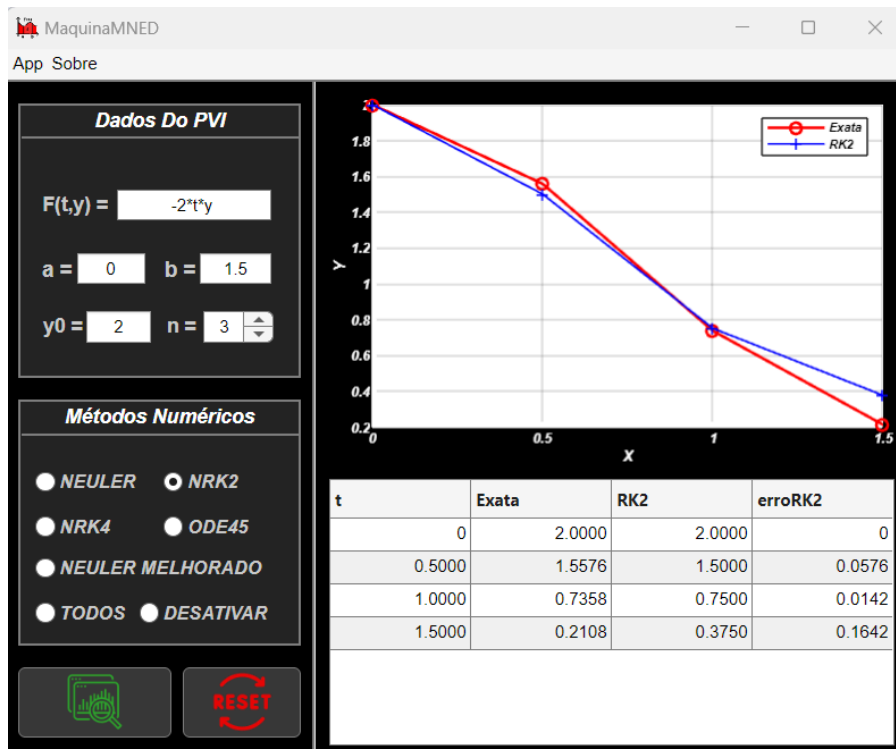 MaquinaMNED
App Sobre
Dados Do PVI
F(t,y) = -2*t*y
a = 0 b = 1.5
y0 = 2 n = 3
Métodos Numéricos
NEULER NRK2
NRK4 ODE45
NEULER MELHORADO
TODOS DESATIVAR
RESET
2
1.8
1.6
1.4
1.2
1
0.8
0.6
0.4
0.2
Y
0 0.5 1 1.5
X
Exata
RK2
t Exata RK2 erroRK2
0 2.0000 2.0000 0
0.5000 1.5576 1.5000 0.0576
1.0000 0.7358 0.7500 0.0142
1.5000 0.2108 0.3750 0.1642